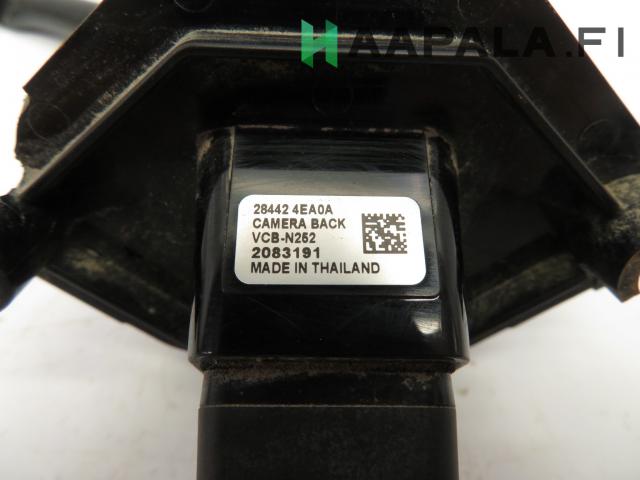 HAAPALA.FI
28442 4EA0A
CAMERA BACK
VCB-N252
2083191
MADE IN THAILAND